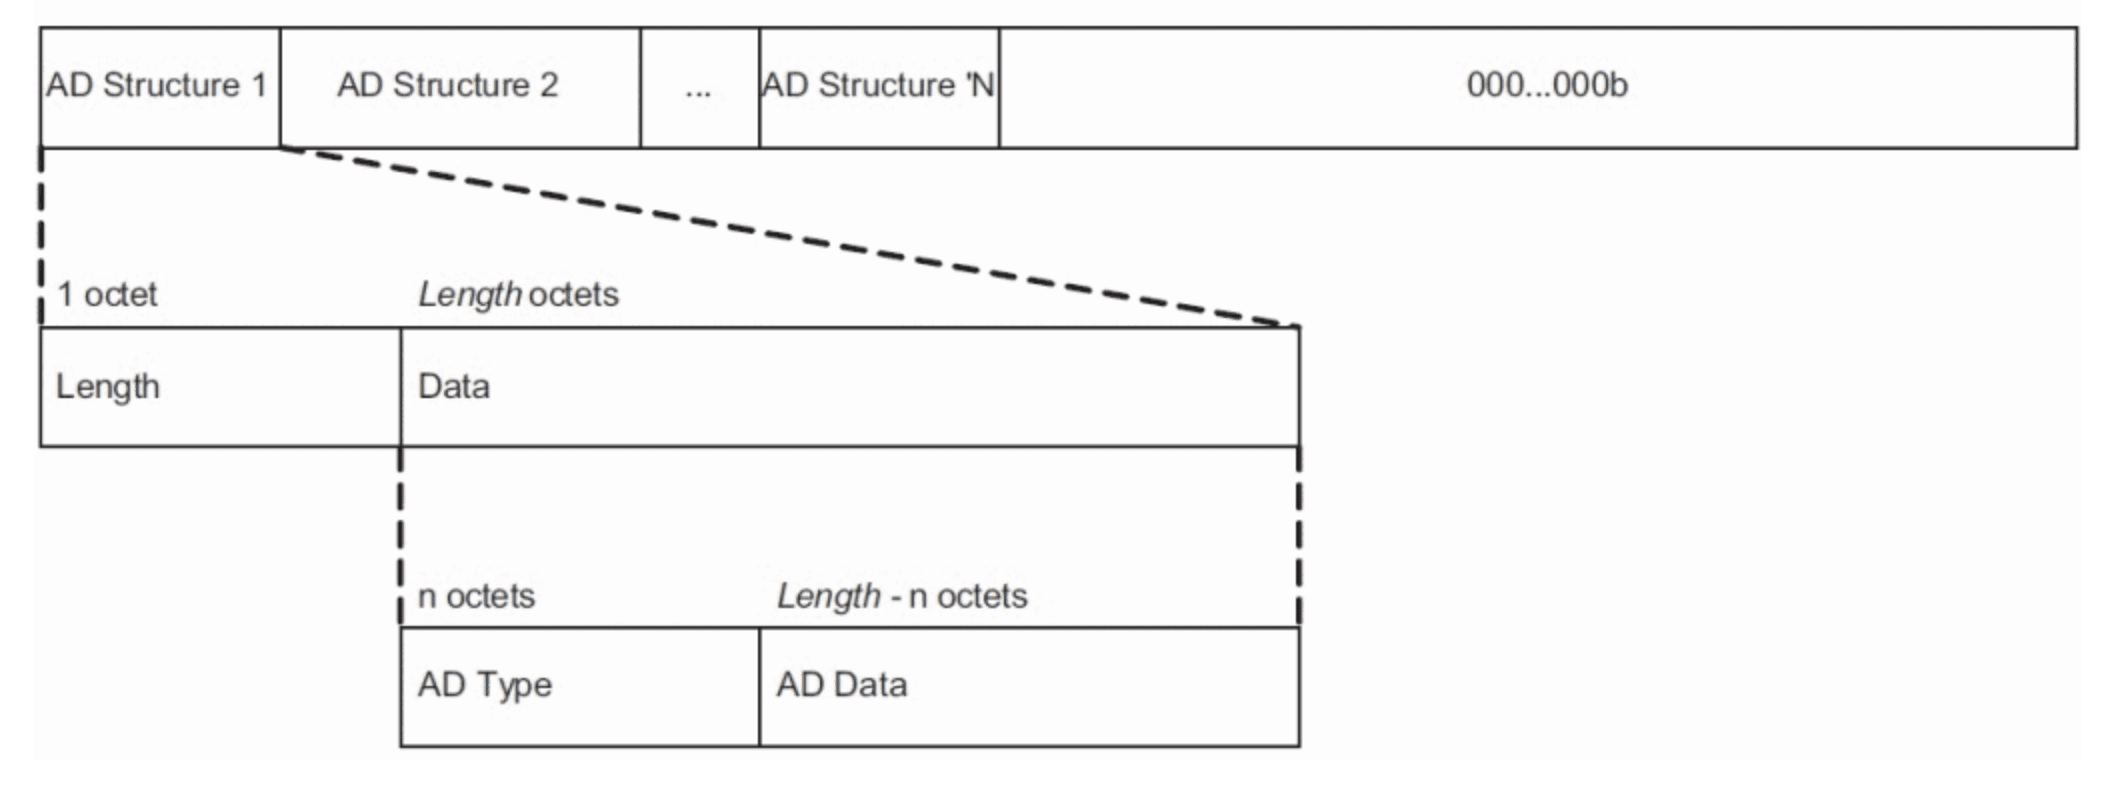 AD Structure 1 AD Structure 2 ... AD Structure 'N 000...000b
1 octet Length octets
Length Data
n octets Length - n octets
AD Type AD Data